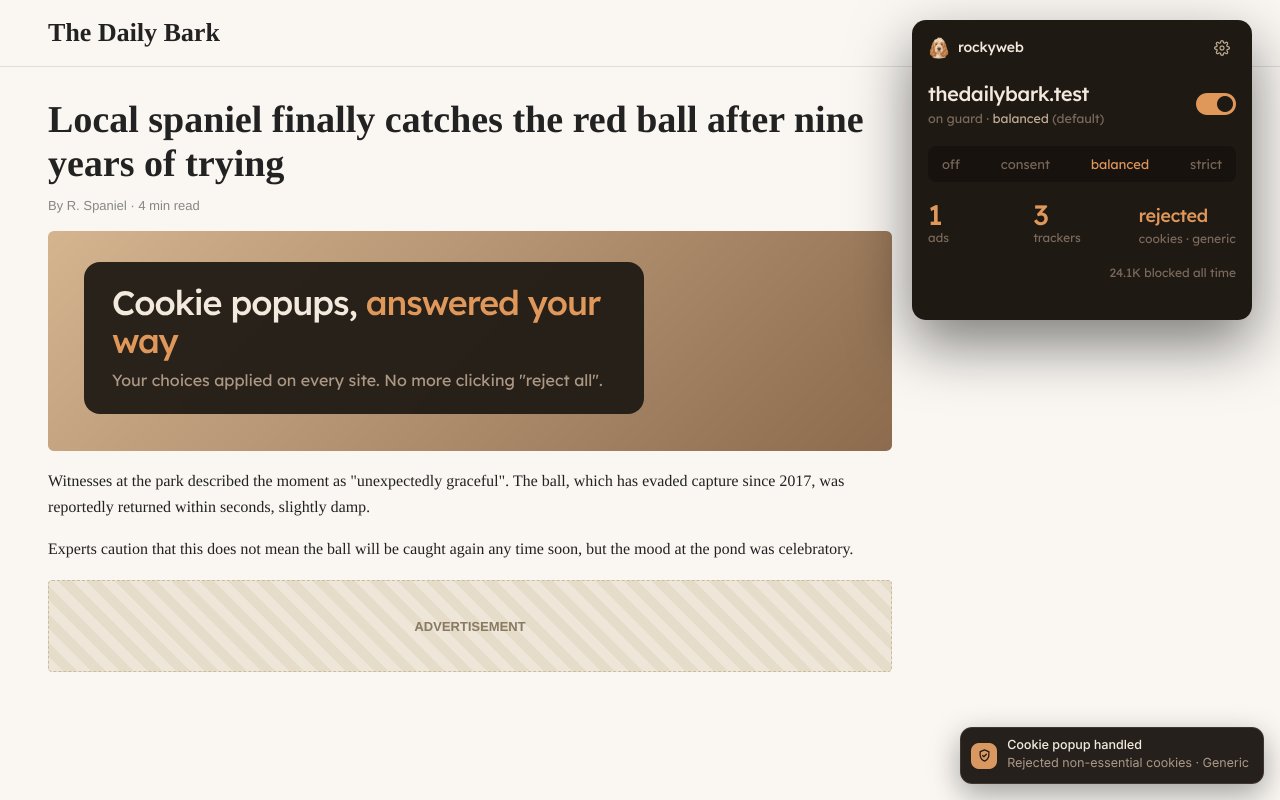 The Daily Bark
Local spaniel finally catches the red ball after nine
years of trying
By R. Spaniel · 4 min read
Cookie popups, answered your
way
Your choices applied on every site. No more clicking "reject all".
Witnesses at the park described the moment as "unexpectedly graceful". The ball, which has evaded capture since 2017, was
reportedly returned within seconds, slightly damp.
Experts caution that this does not mean the ball will be caught again any time soon, but the mood at the pond was celebratory.
ADVERTISEMENT
rockyweb
thedailybark.test
on guard · balanced (default)
off consent balanced strict
1 3 rejected
ads trackers cookies · generic
24.1K blocked all time
Cookie popup handled
Rejected non-essential cookies · Generic